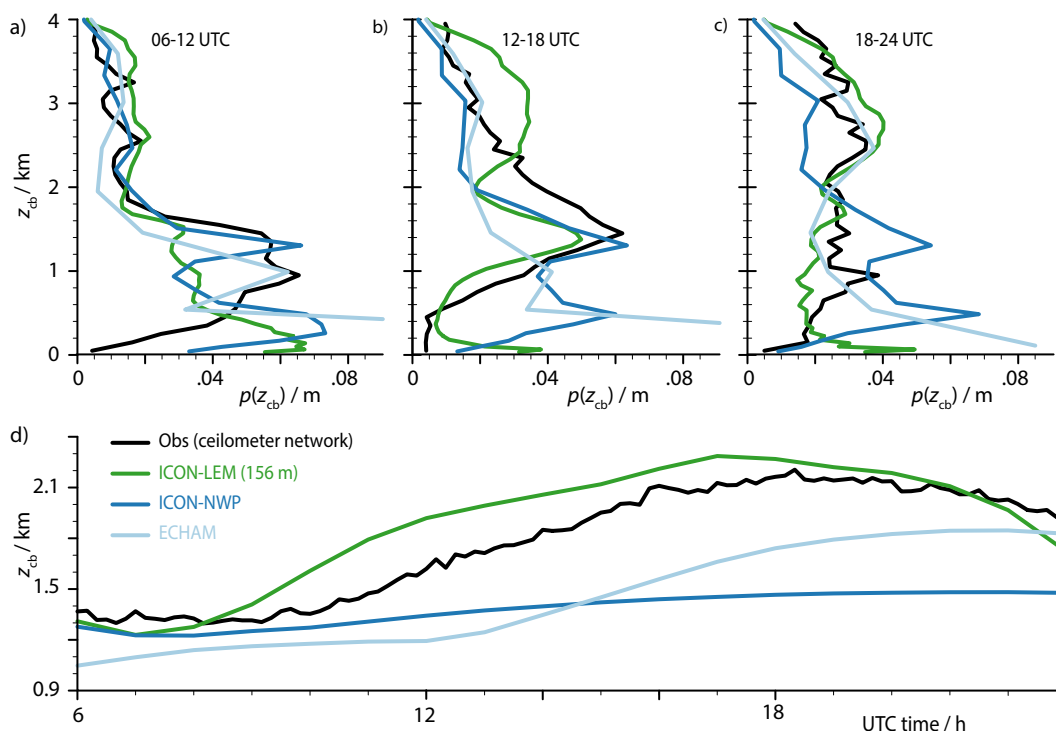 a) 06-12 UTC b) 12-18 UTC c) 18-24 UTC
4
3
2
1
0
z_cb / km
0 .04 .08 0 .04 .08 0 .04 .08
p(z_cb) / m p(z_cb) / m p(z_cb) / m
d)
Obs (ceilometer network)
ICON-LEM (156 m)
ICON-NWP
ECHAM
2.1
1.5
0.9
z_cb / km
6 12 18
UTC time / h